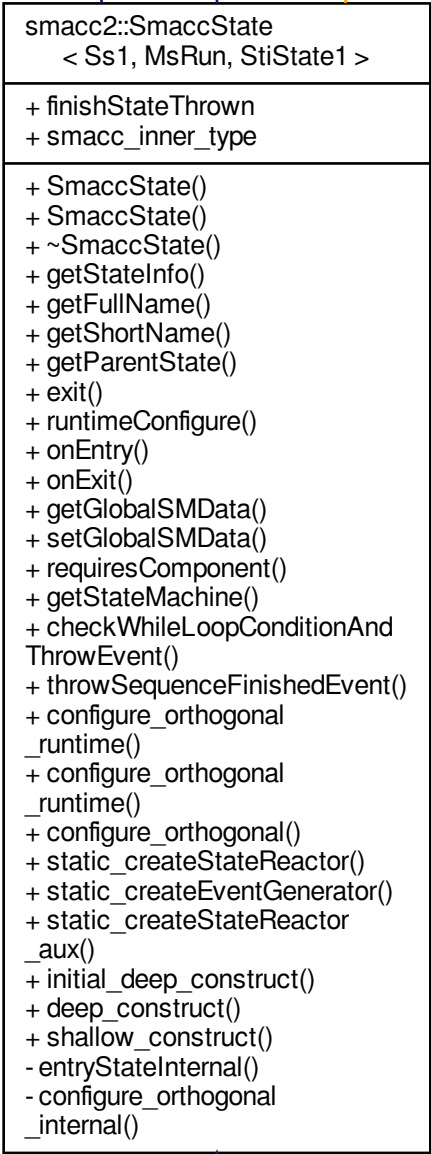 smacc2::SmaccState
< Ss1, MsRun, StiState1 >
+ finishStateThrown
+ smacc_inner_type
+ SmaccState()
+ SmaccState()
+ ~SmaccState()
+ getStateInfo()
+ getFullName()
+ getShortName()
+ getParentState()
+ exit()
+ runtimeConfigure()
+ onEntry()
+ onExit()
+ getGlobalSMData()
+ setGlobalSMData()
+ requiresComponent()
+ getStateMachine()
+ checkWhileLoopConditionAnd
ThrowEvent()
+ throwSequenceFinishedEvent()
+ configure_orthogonal
_runtime()
+ configure_orthogonal
_runtime()
+ configure_orthogonal()
+ static_createStateReactor()
+ static_createEventGenerator()
+ static_createStateReactor
_aux()
+ initial_deep_construct()
+ deep_construct()
+ shallow_construct()
- entryStateInternal()
- configure_orthogonal
_internal()